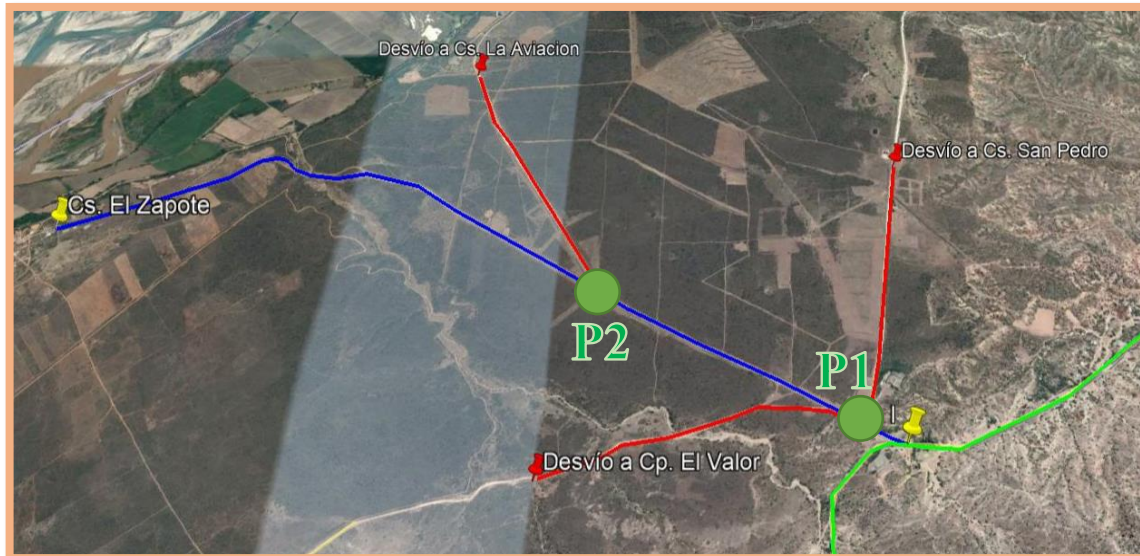 Desvío a Cs. La Aviacion
Desvío a Cs. San Pedro
Cs. El Zapote
P2
P1
I
Desvío a Cp. El Valor